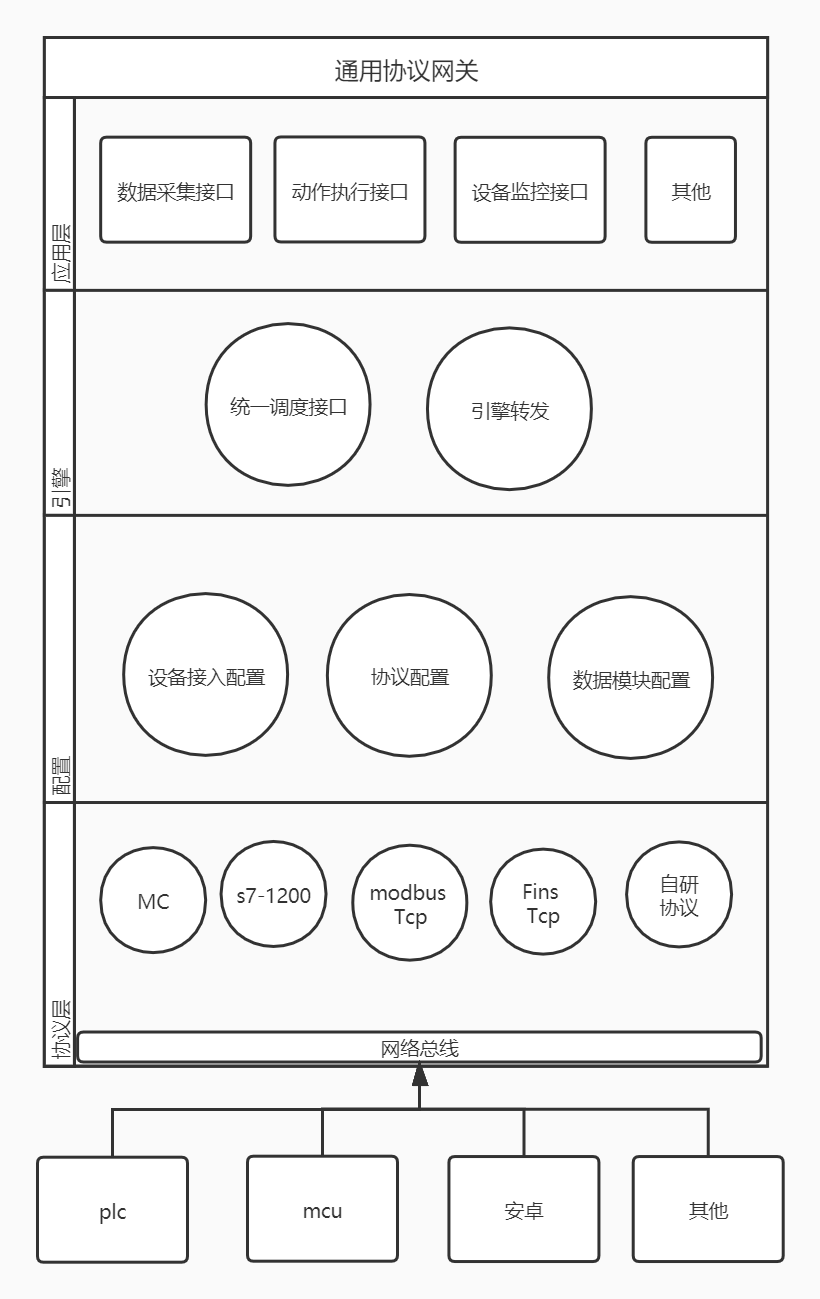 通用协议网关
应用层
数据采集接口
动作执行接口
设备监控接口
其他
引擎
统一调度接口
引擎转发
配置
设备接入配置
协议配置
数据模块配置
协议层
MC
s7-1200
modbus
Tcp
Fins
Tcp
自研
协议
网络总线
plc
mcu
安卓
其他